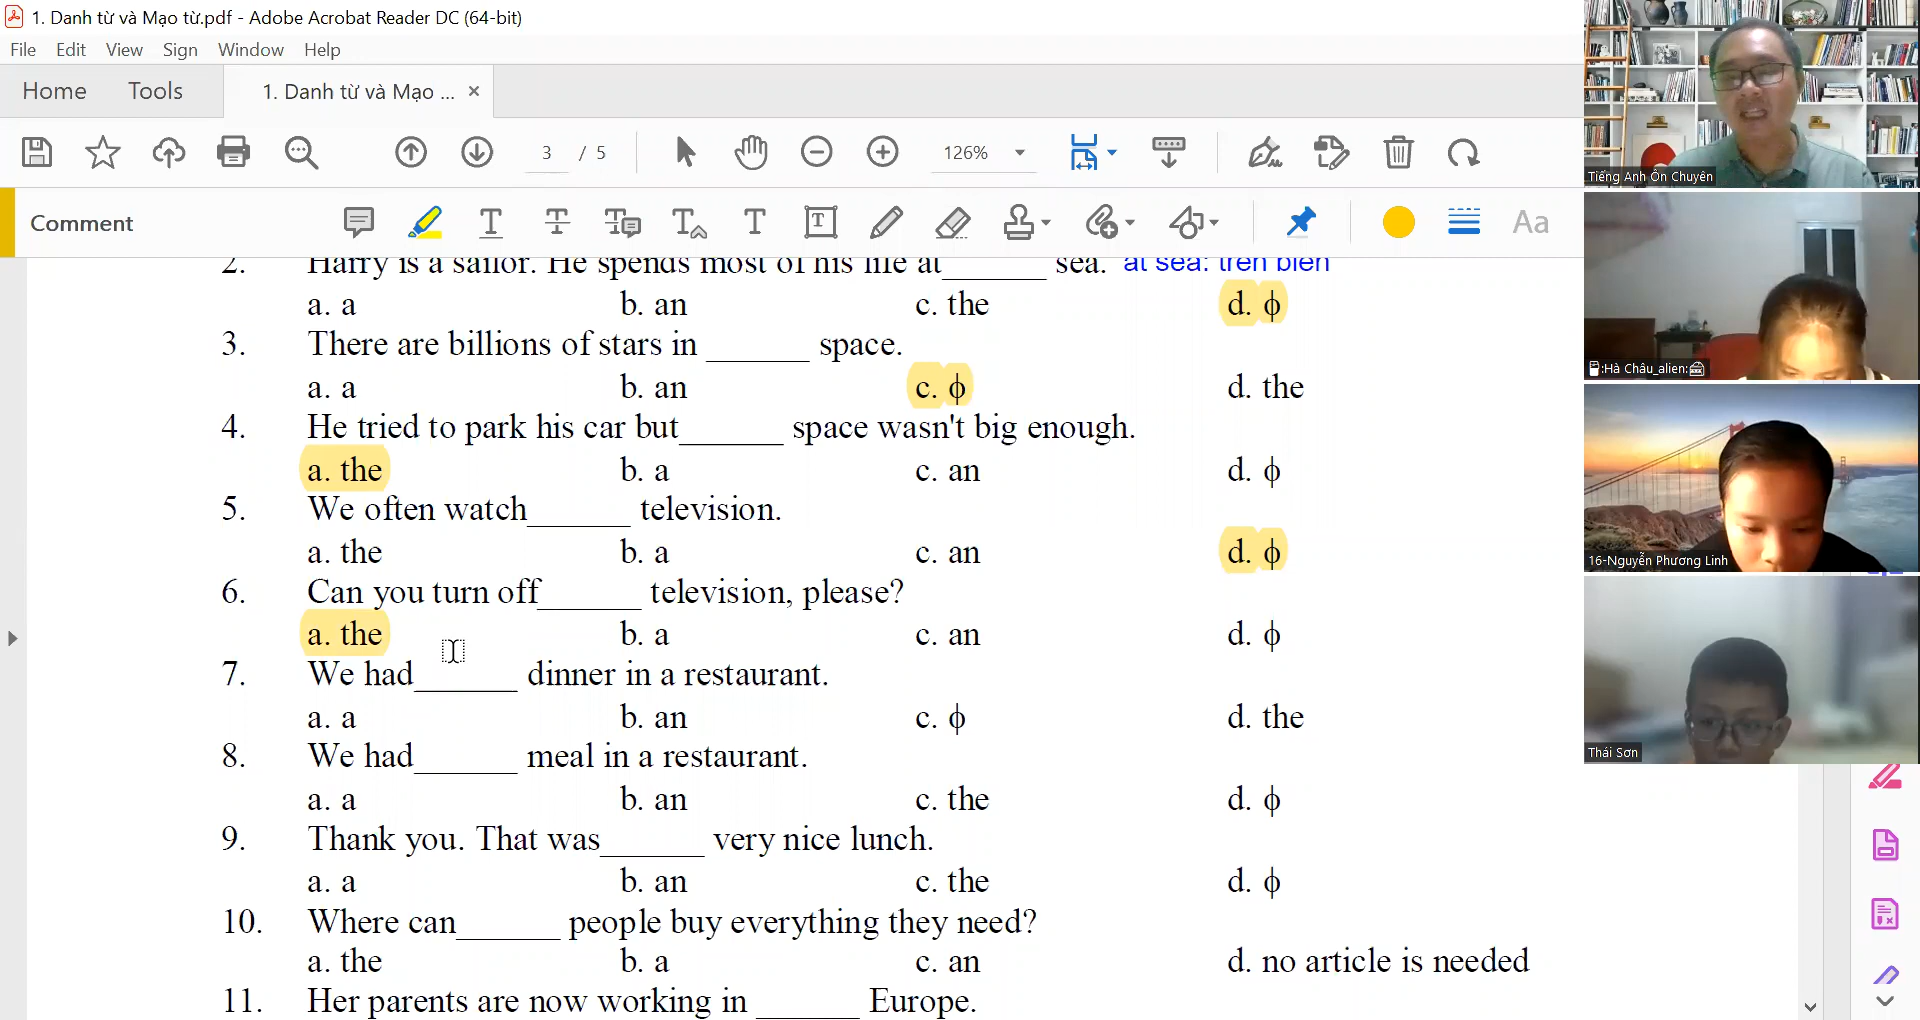 1. Danh từ và Mạo từ.pdf - Adobe Acrobat Reader DC (64-bit)
File Edit View Sign Window Help
Home Tools 1. Danh từ và Mạo ... ×
3 / 5 126%
Comment Aa
2. Harry is a sailor. He spends most of his life at______ sea. at sea: trên biển
a. a b. an c. the d. ϕ
3. There are billions of stars in ______ space.
a. a b. an c. ϕ d. the
4. He tried to park his car but______ space wasn't big enough.
a. the b. a c. an d. ϕ
5. We often watch______ television.
a. the b. a c. an d. ϕ
6. Can you turn off______ television, please?
a. the b. a c. an d. ϕ
7. We had______ dinner in a restaurant.
a. a b. an c. ϕ d. the
8. We had______ meal in a restaurant.
a. a b. an c. the d. ϕ
9. Thank you. That was______ very nice lunch.
a. a b. an c. the d. ϕ
10. Where can______ people buy everything they need?
a. the b. a c. an d. no article is needed
11. Her parents are now working in ______ Europe.
Tiếng Anh Ôn Chuyên
:Hà Châu_alien:
16-Nguyễn Phương Linh
Thái Sơn